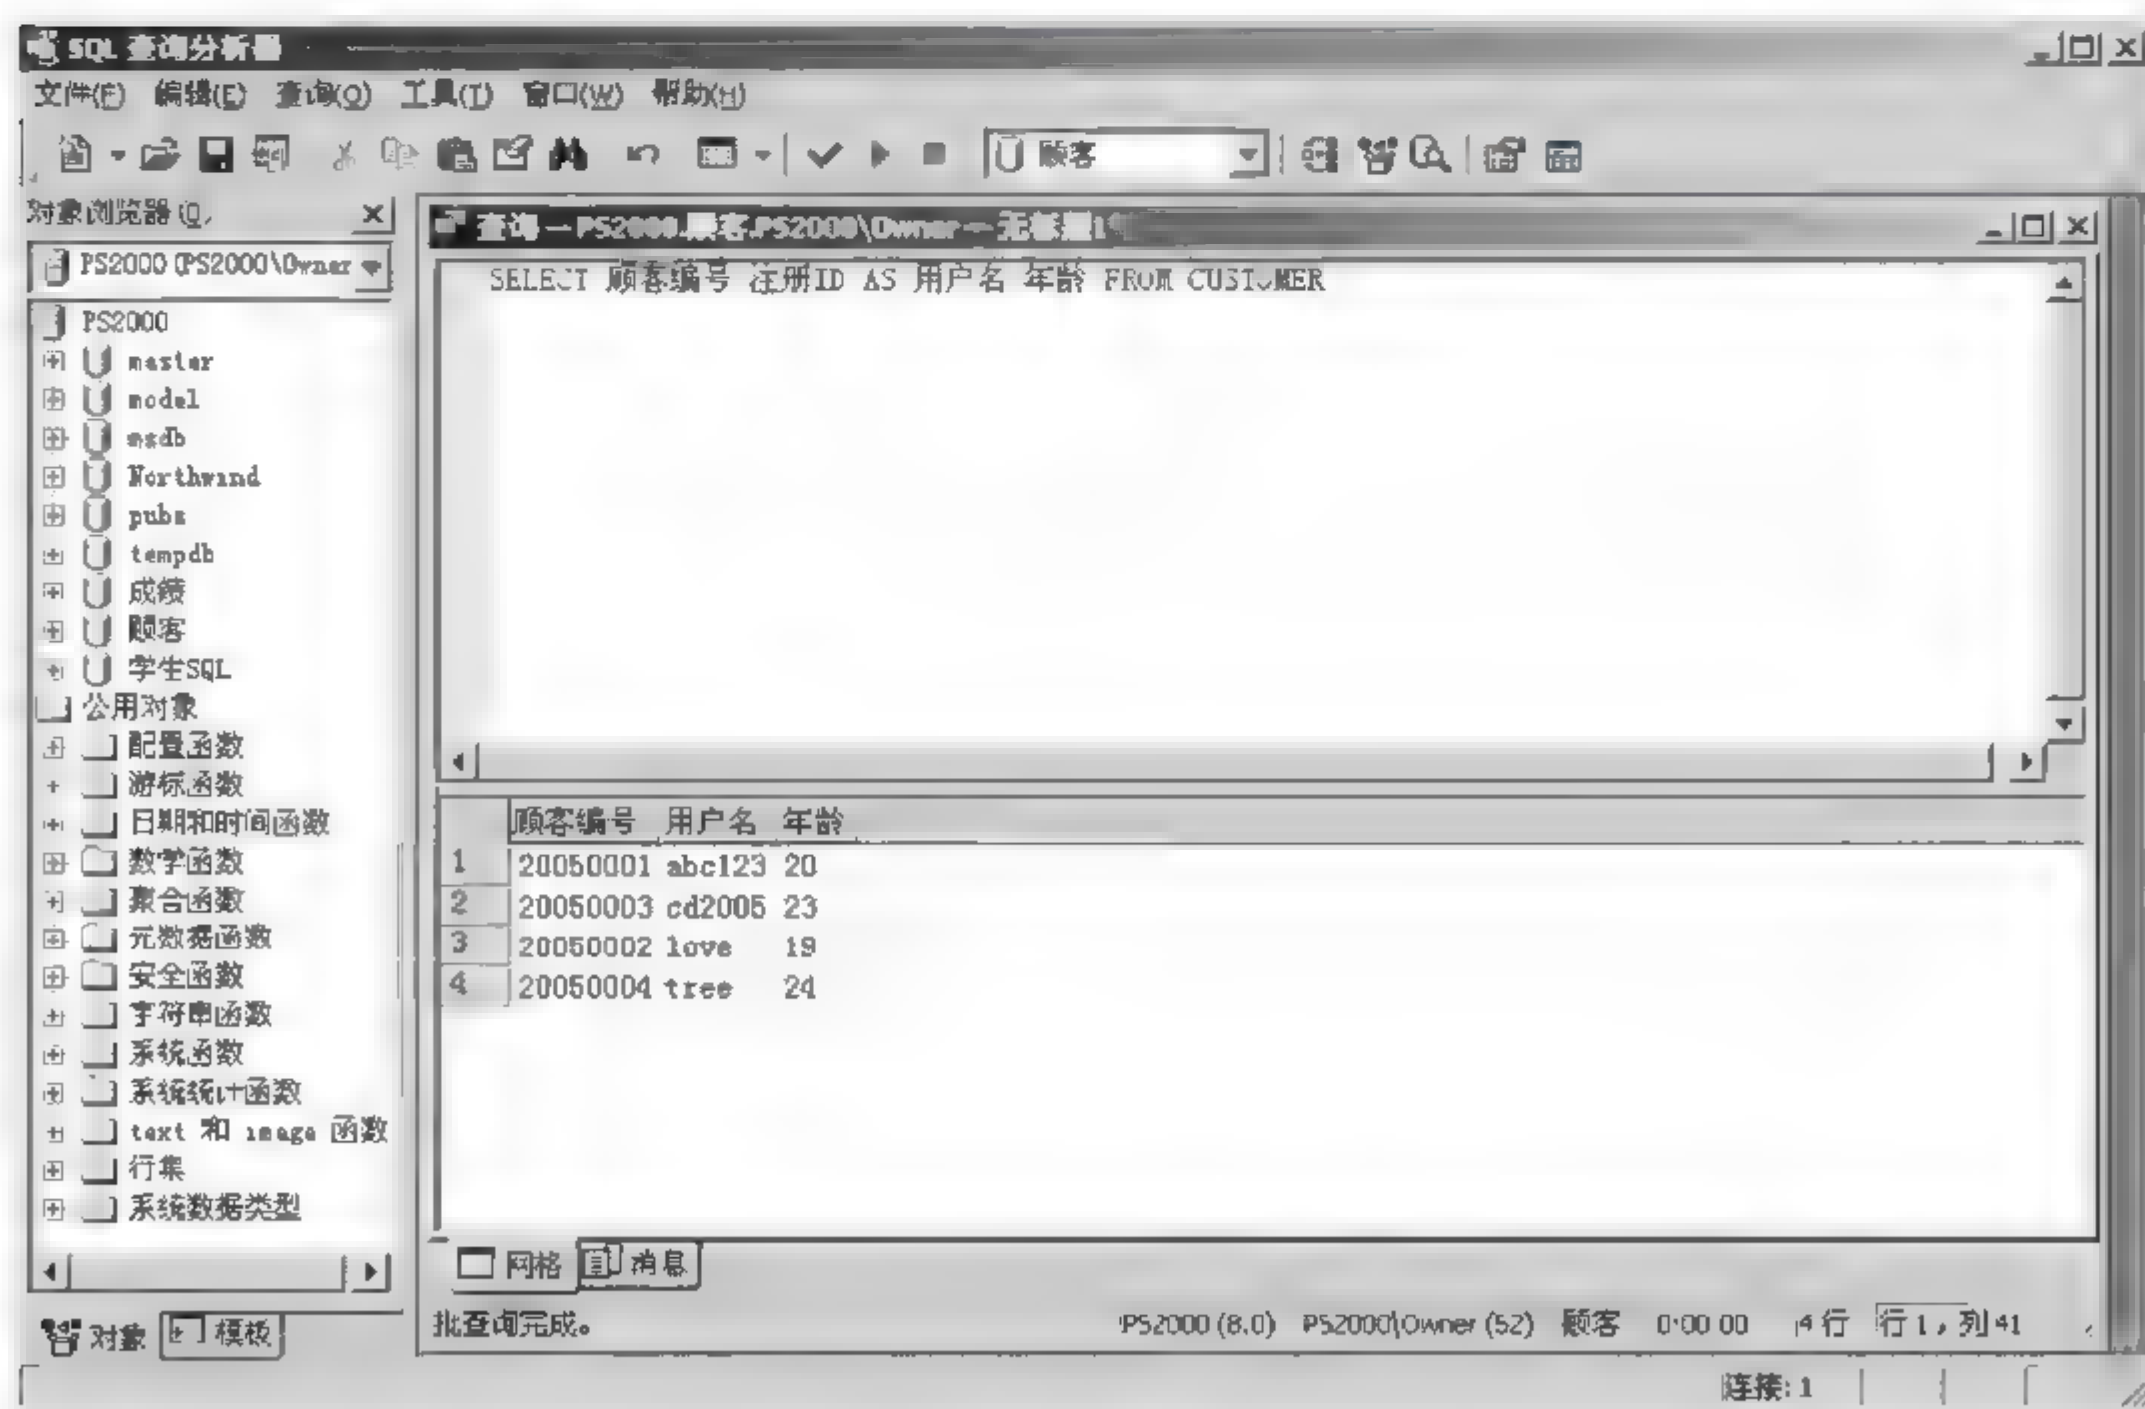 SQL 查询分析器
文件(F) 编辑(E) 查询(Q) 工具(T) 窗口(W) 帮助(H)
顾客
对象浏览器
PS2000 (PS2000\Owner
PS2000
master
model
msdb
Northwind
pubs
tempdb
成绩
顾客
学生SQL
公用对象
配置函数
游标函数
日期和时间函数
数学函数
聚合函数
元数据函数
安全函数
字符串函数
系统函数
系统统计函数
text 和 image 函数
行集
系统数据类型
对象 模板
查询 — PS2000.顾客.PS2000\Owner — 无标题1
SELECT 顾客编号 注册ID AS 用户名 年龄 FROM CUSTOMER
顾客编号 用户名 年龄
1 20050001 abc123 20
2 20050003 cd2005 23
3 20050002 love 19
4 20050004 tree 24
网格 消息
批查询完成。 PS2000 (8.0) PS2000\Owner (52) 顾客 0:00:00 4 行 行 1, 列 41
连接: 1